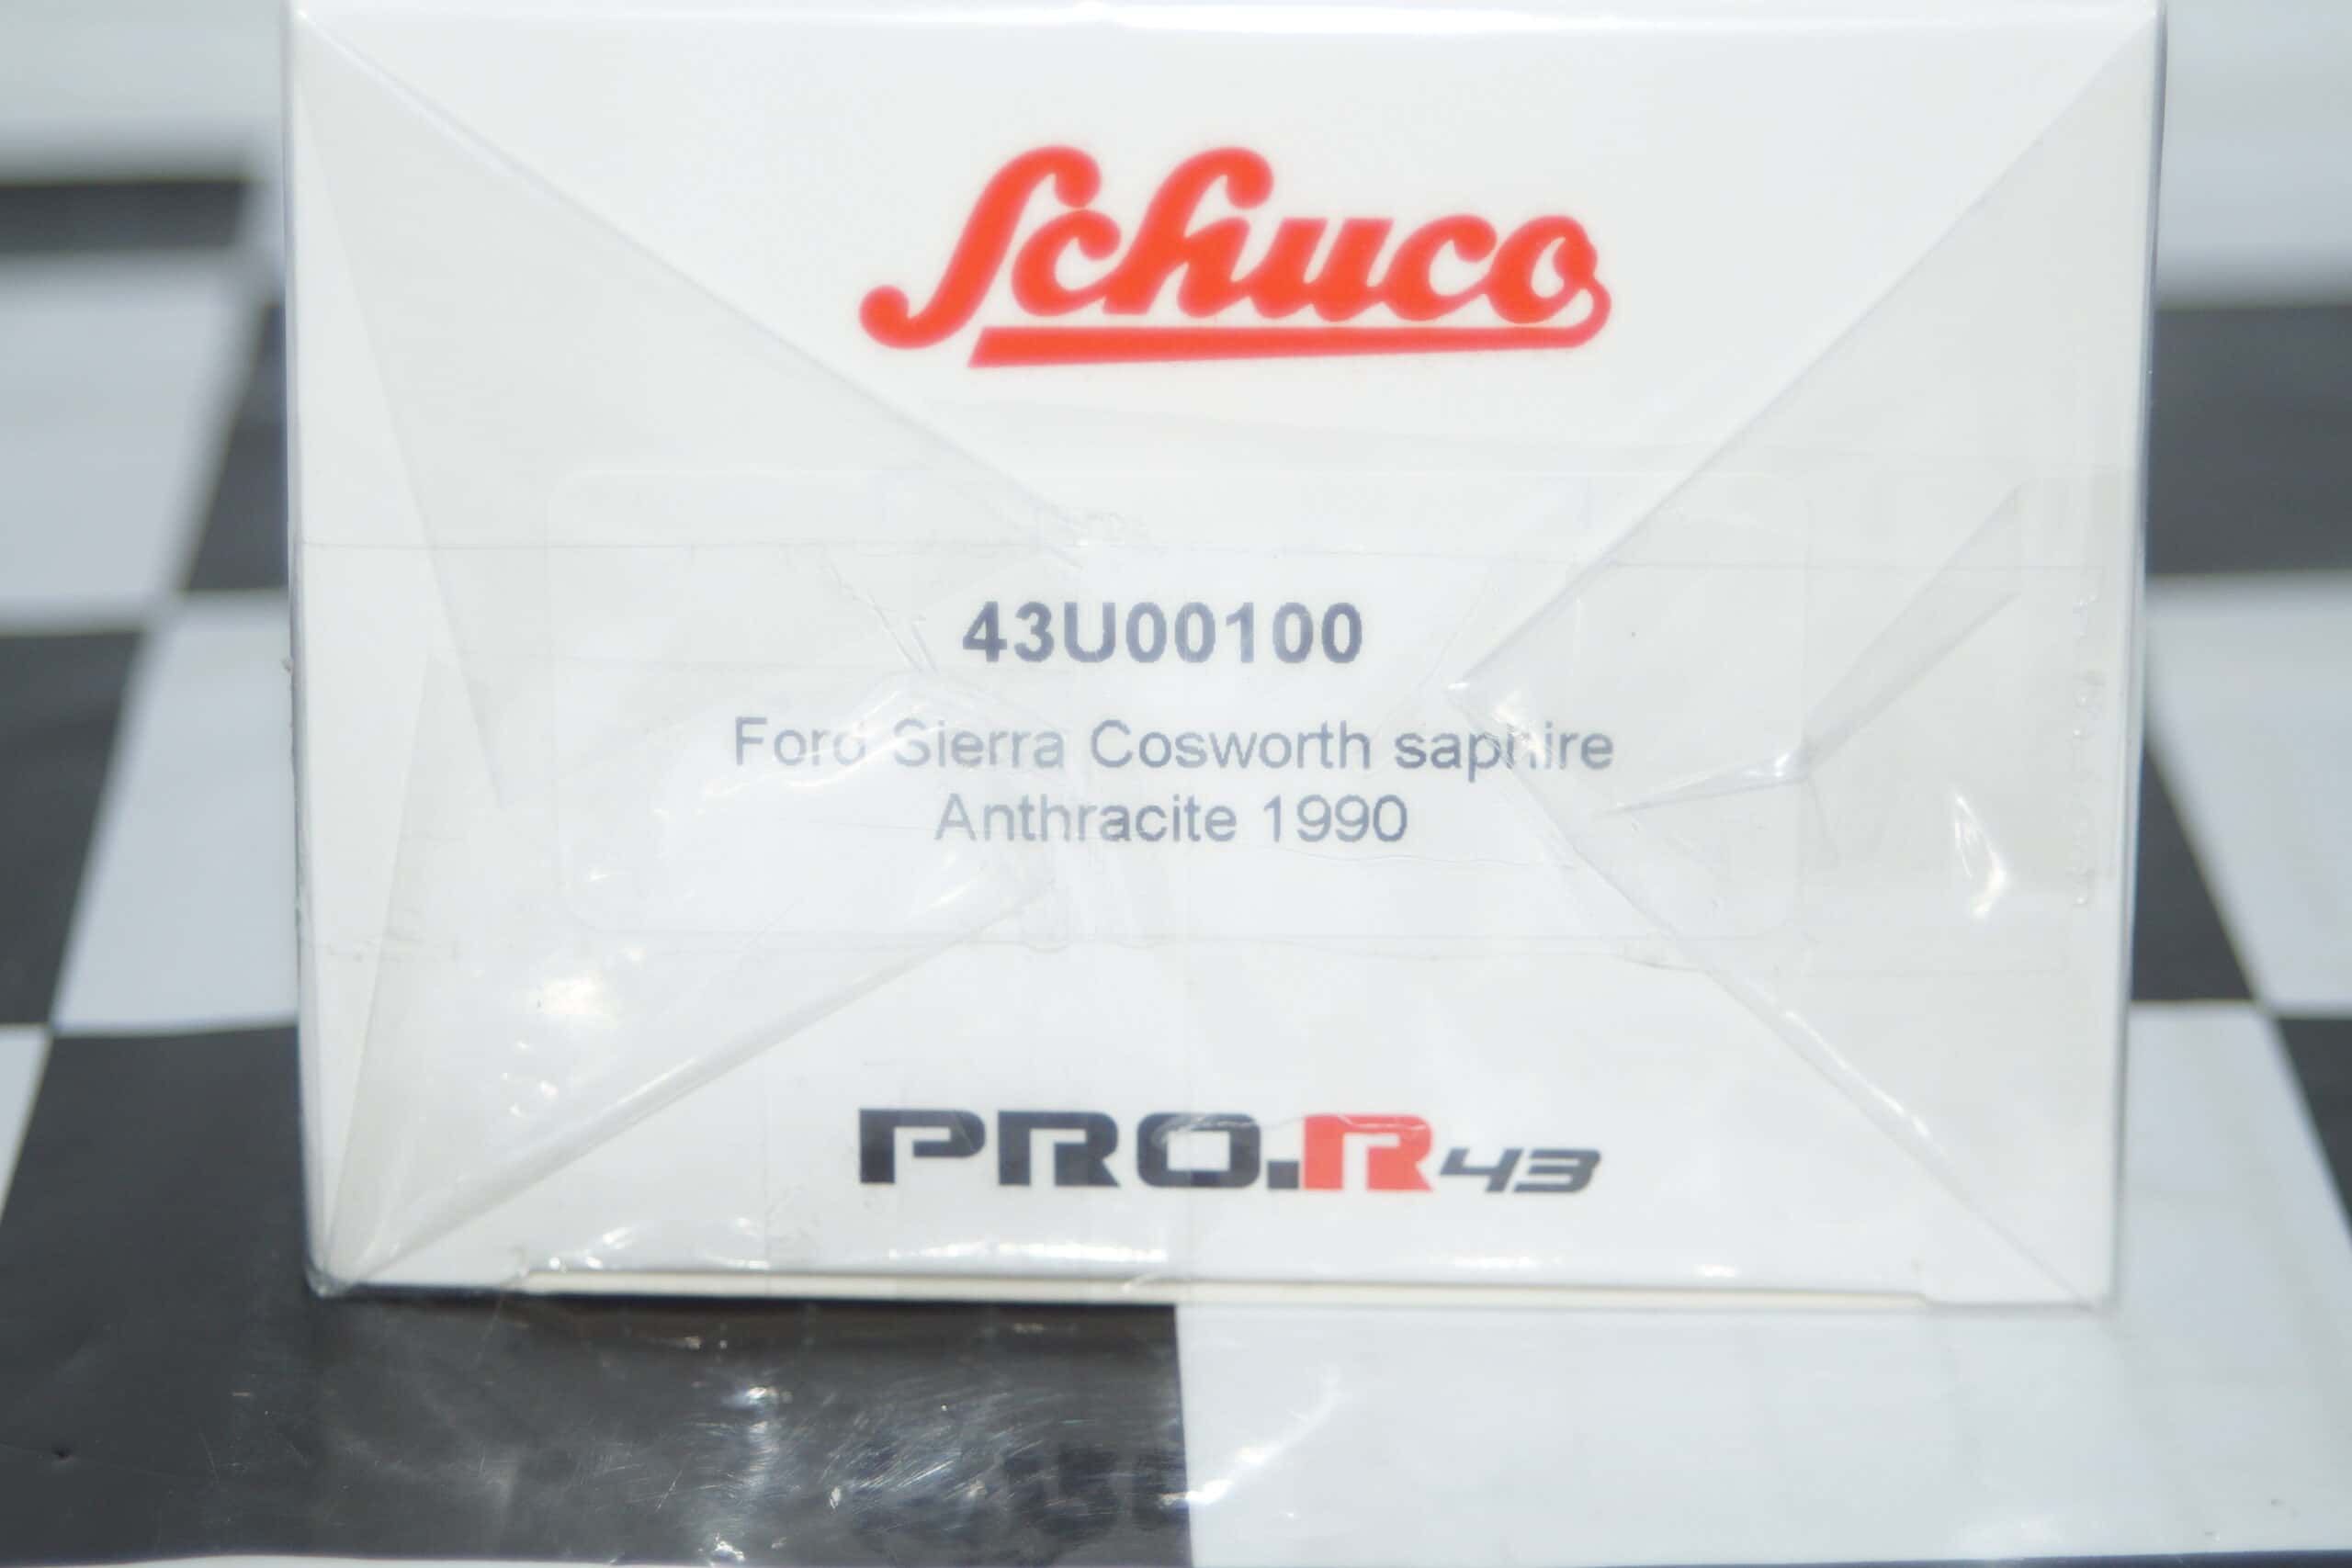 Schuco
43U00100
Ford Sierra Cosworth saphire
Anthracite 1990
PRO.R43